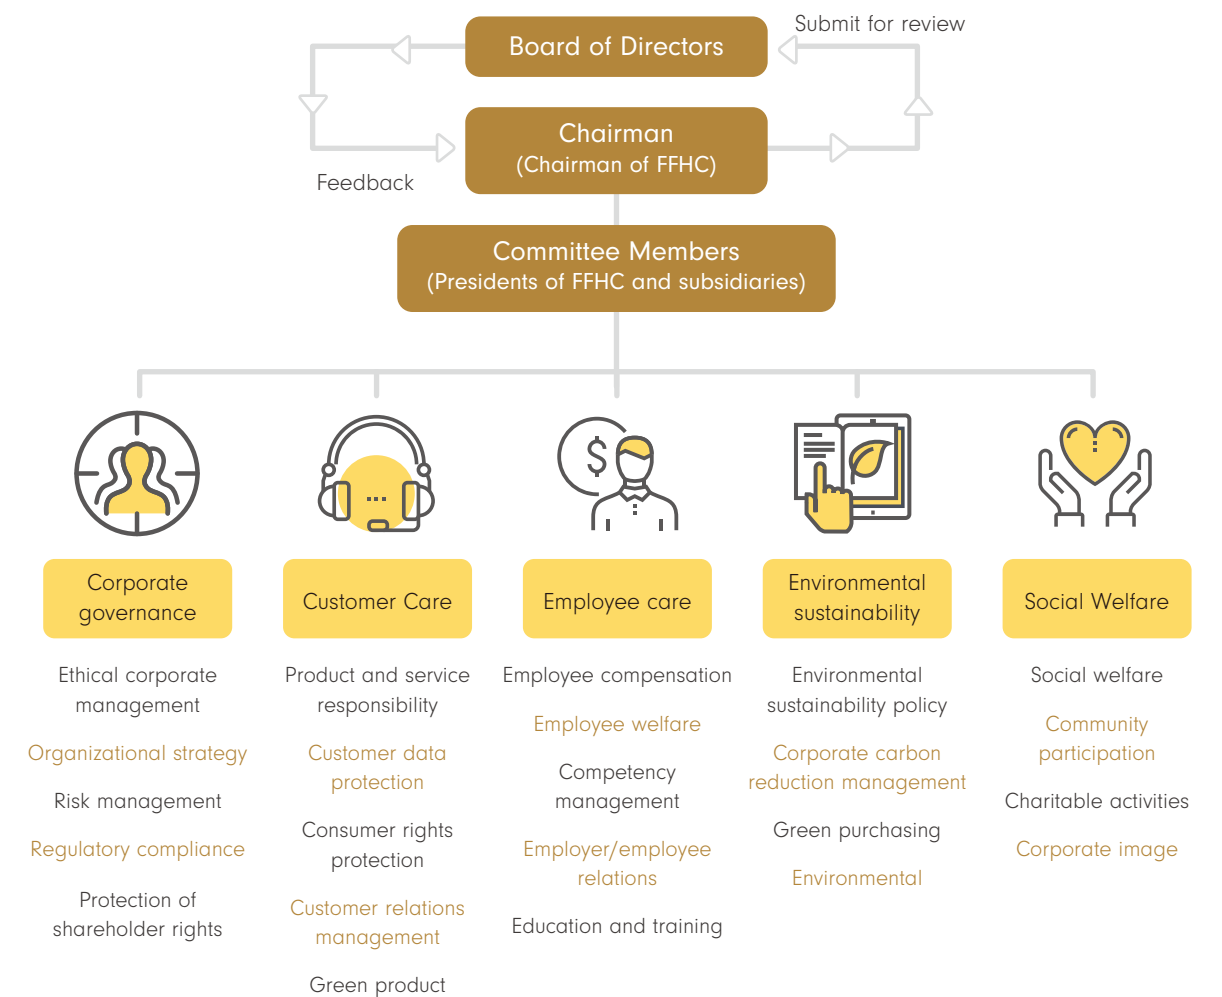 Submit for review
Board of Directors
Chairman
(Chairman of FFHC)
Feedback
Committee Members
(Presidents of FFHC and subsidiaries)
Corporate
governance
Ethical corporate
management
Organizational strategy
Risk management
Regulatory compliance
Protection of
shareholder rights
Customer Care
Product and service
responsibility
Customer data
protection
Consumer rights
protection
Customer relations
management
Green product
Employee care
Employee compensation
Employee welfare
Competency
management
Employer/employee
relations
Education and training
Environmental
sustainability
Environmental
sustainability policy
Corporate carbon
reduction management
Green purchasing
Environmental
Social Welfare
Social welfare
Community
participation
Charitable activities
Corporate image